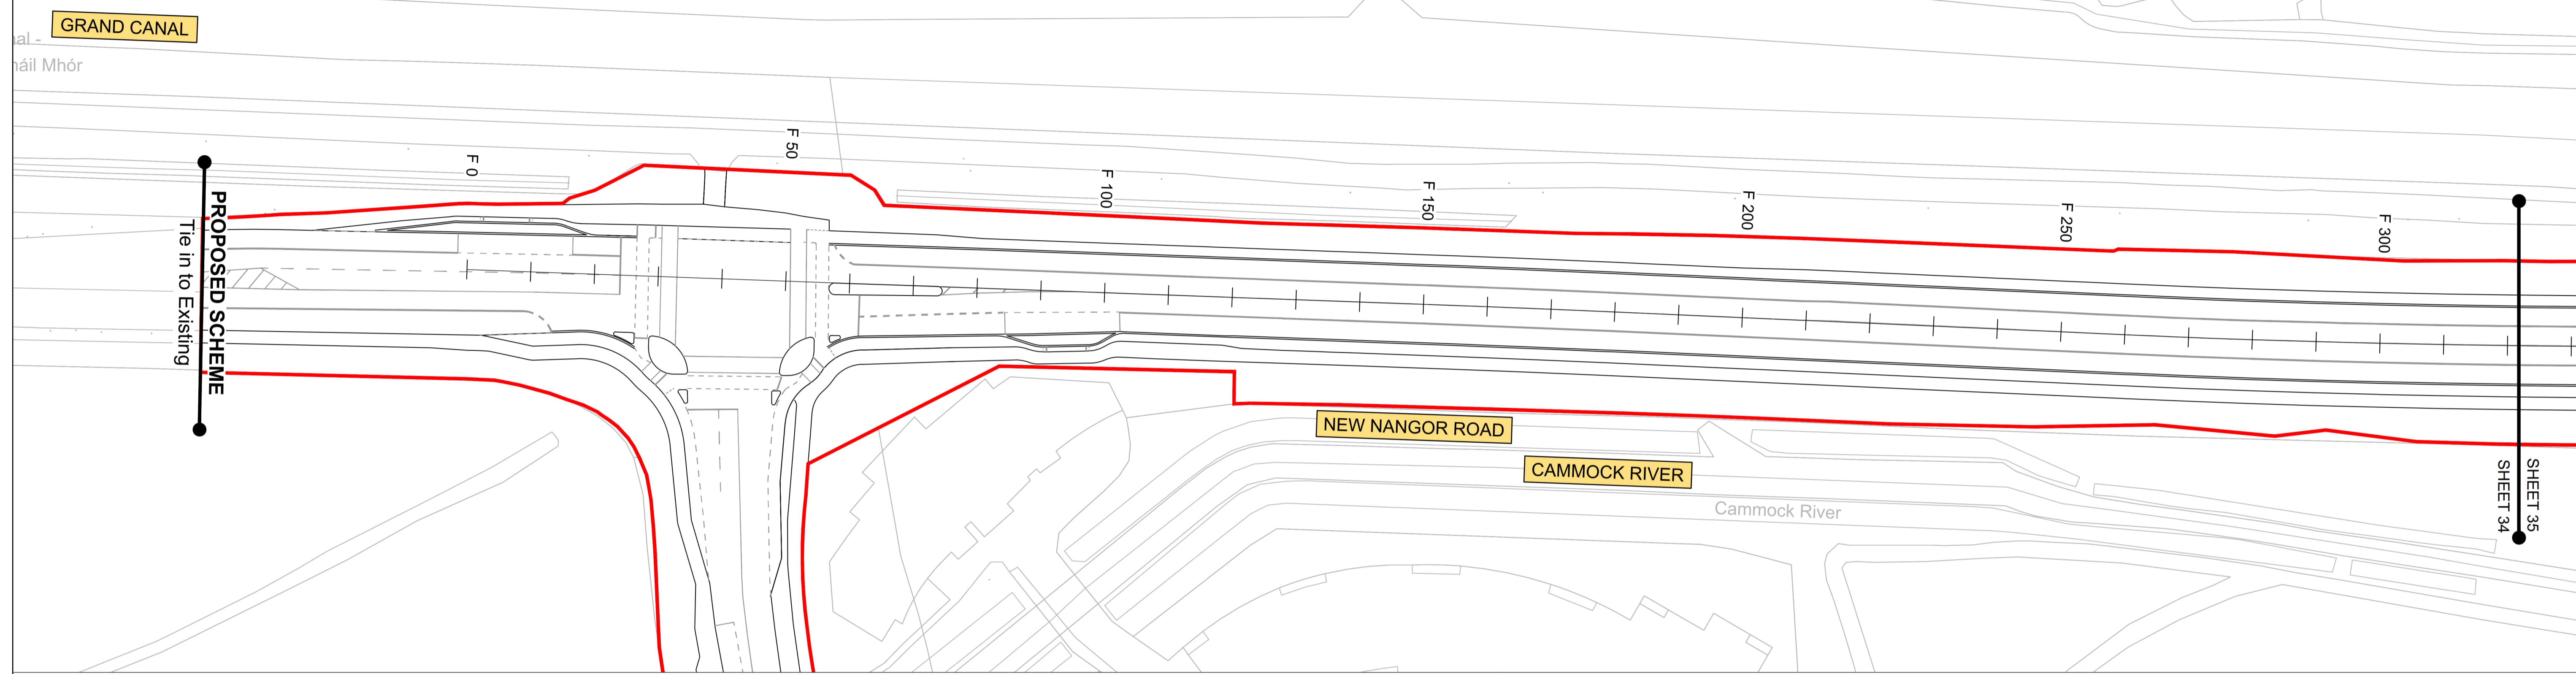 GRAND CANAL
nal -
náil Mhór
PROPOSED SCHEME
Tie in to Existing
F 0
F 50
F 100
F 150
F 200
F 250
F 300
NEW NANGOR ROAD
CAMMOCK RIVER
Cammock River
SHEET 35
SHEET 34